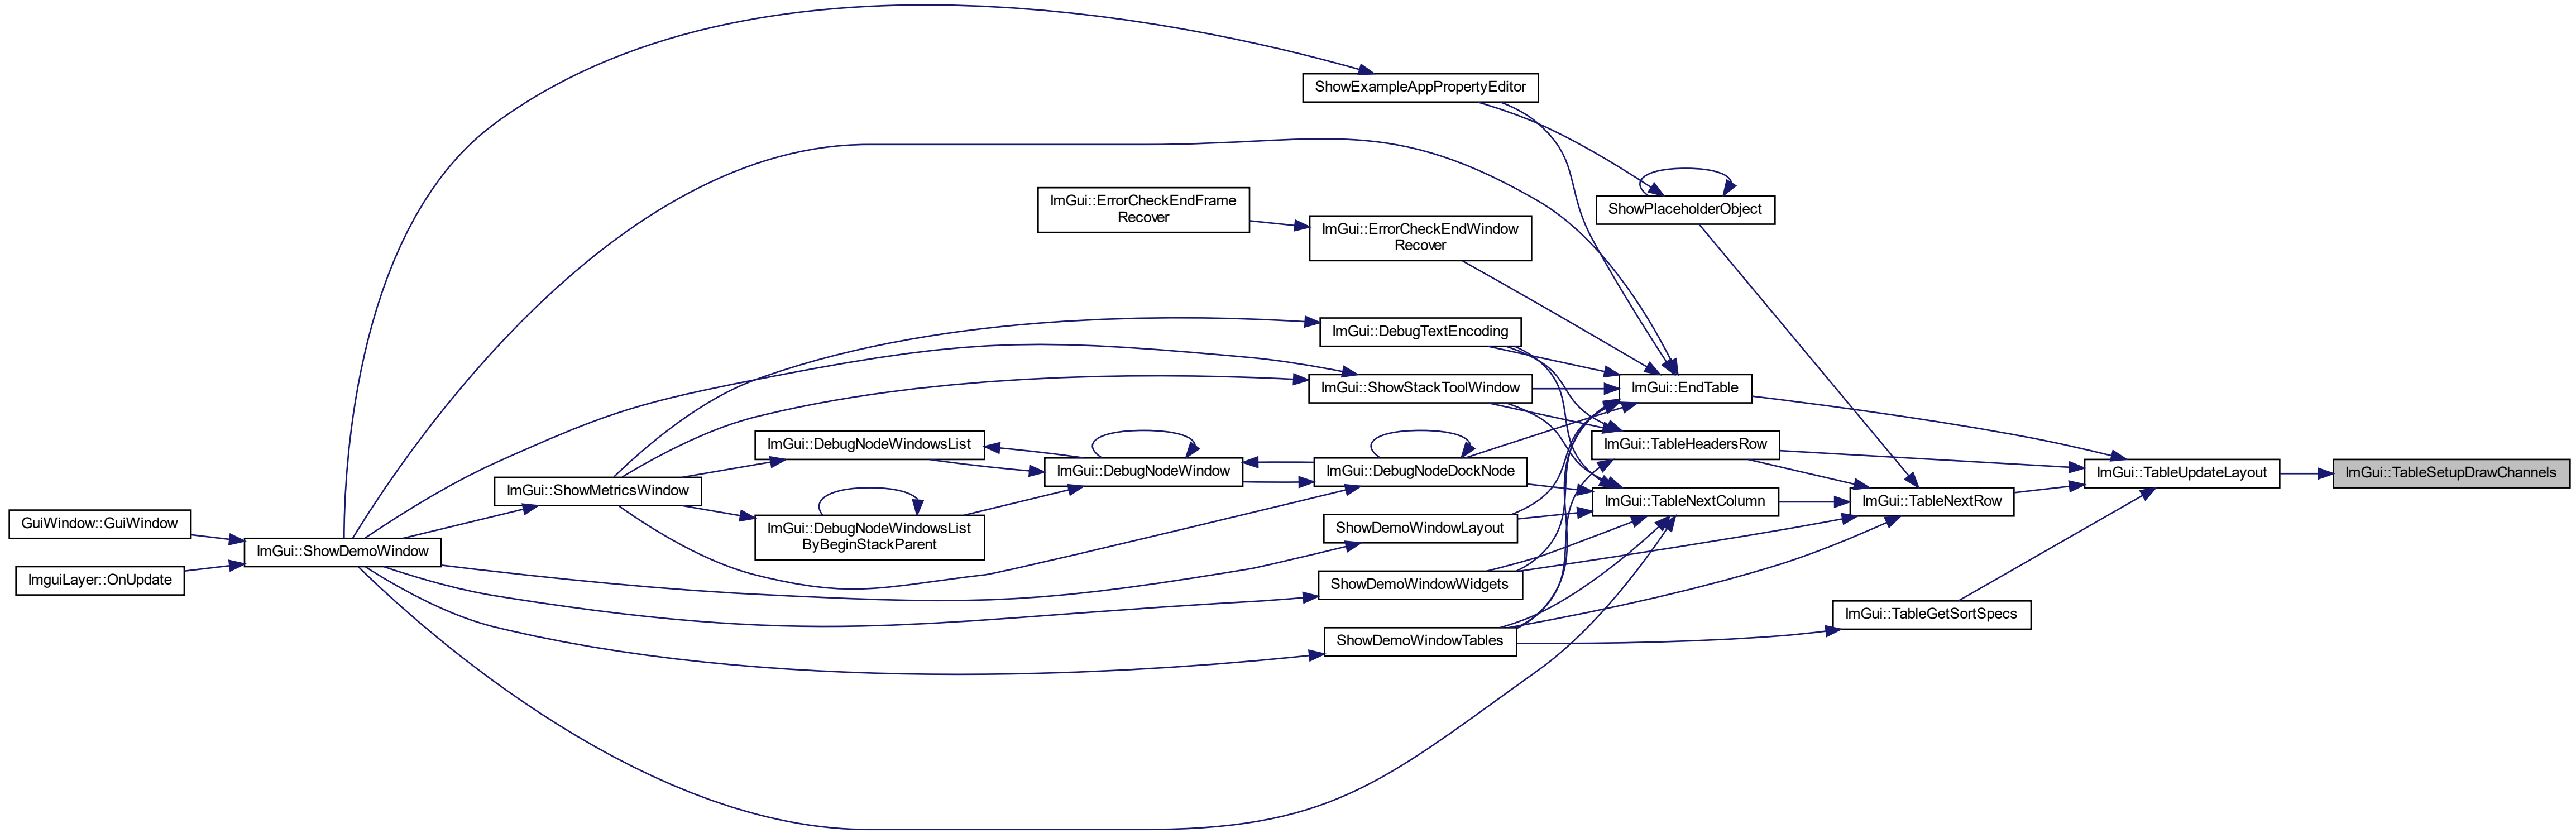 ShowExampleAppPropertyEditor
ImGui::ErrorCheckEndFrame
Recover
ShowPlaceholderObject
ImGui::ErrorCheckEndWindow
Recover
ImGui::DebugTextEncoding
ImGui::ShowStackToolWindow
ImGui::EndTable
ImGui::DebugNodeWindowsList
ImGui::TableHeadersRow
ImGui::DebugNodeWindow
ImGui::DebugNodeDockNode
ImGui::TableUpdateLayout
ImGui::TableSetupDrawChannels
ImGui::ShowMetricsWindow
ImGui::TableNextColumn
ImGui::TableNextRow
GuiWindow::GuiWindow
ImGui::DebugNodeWindowsList
ByBeginStackParent
ShowDemoWindowLayout
ImGui::ShowDemoWindow
ImguiLayer::OnUpdate
ShowDemoWindowWidgets
ImGui::TableGetSortSpecs
ShowDemoWindowTables